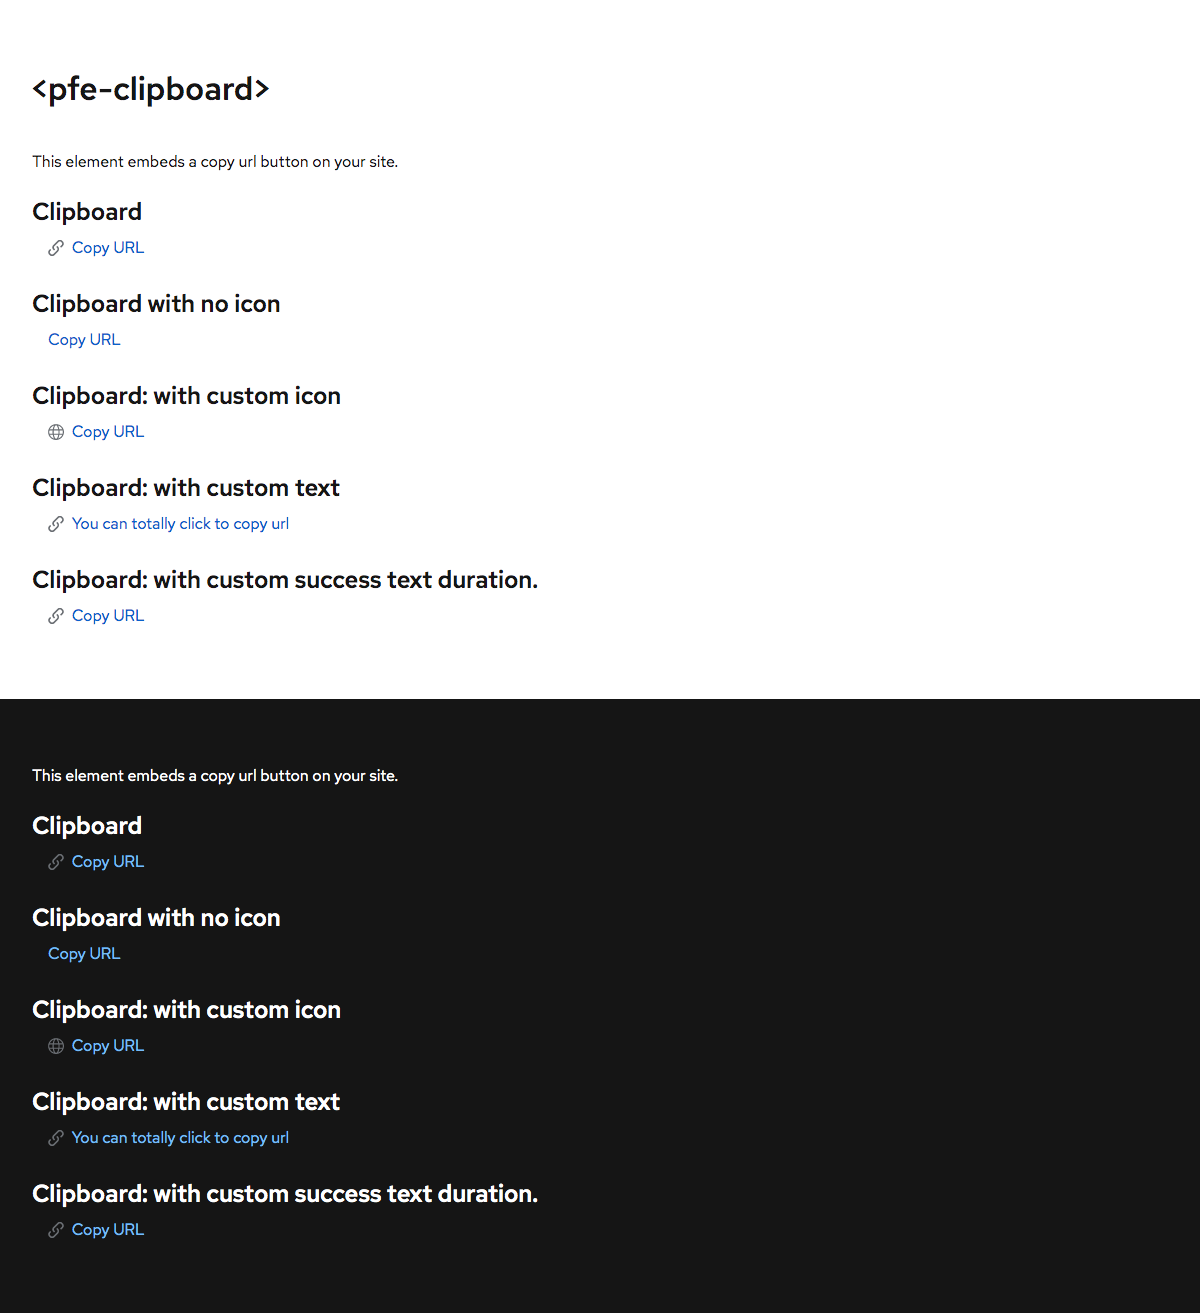 <pfe-clipboard>
This element embeds a copy url button on your site.
Clipboard
Copy URL
Clipboard with no icon
Copy URL
Clipboard: with custom icon
Copy URL
Clipboard: with custom text
You can totally click to copy url
Clipboard: with custom success text duration.
Copy URL
This element embeds a copy url button on your site.
Clipboard
Copy URL
Clipboard with no icon
Copy URL
Clipboard: with custom icon
Copy URL
Clipboard: with custom text
You can totally click to copy url
Clipboard: with custom success text duration.
Copy URL